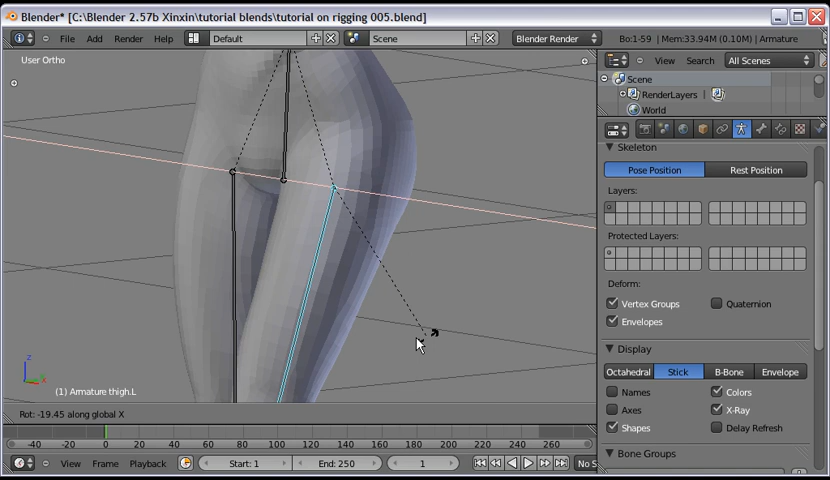 Blender* [C:\Blender 2.57b Xinxin\tutorial blends\tutorial on rigging 005.blend]
File Add Render Help Default Scene Blender Render Bo:1-59 | Mem:33.94M (0.10M) | Armature
User Ortho
View Search All Scenes
Scene
RenderLayers |
World
Skeleton
Pose Position Rest Position
Layers:
Protected Layers:
Deform:
Vertex Groups Quaternion
Envelopes
Display
Octahedral Stick B-Bone Envelope
Names Colors
Axes X-Ray
Shapes Delay Refresh
Bone Groups
Z
X
(1) Armature thigh.L
Rot: -19.45 along global X
-40 -20 0 20 40 60 80 100 120 140 160 180 200 220 240 260
View Frame Playback Start: 1 End: 250 1 No S